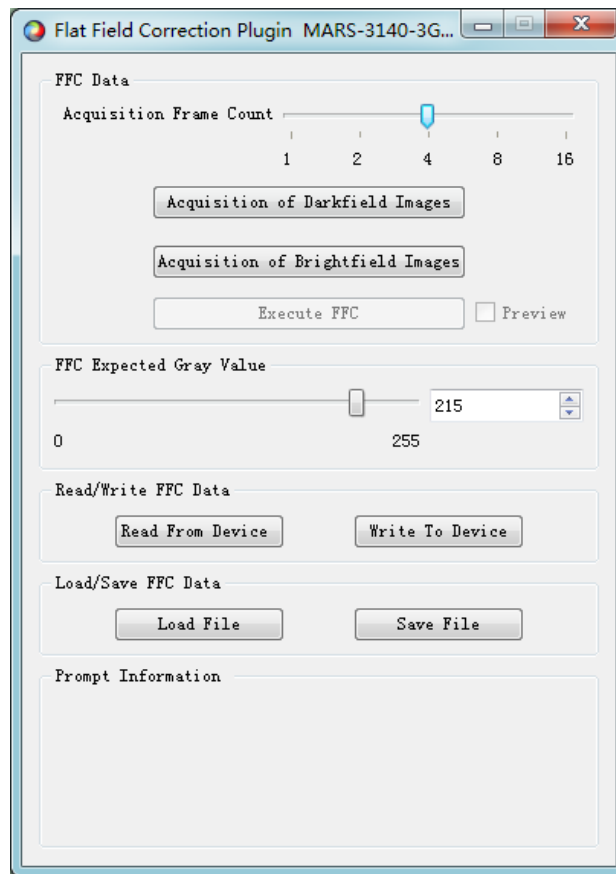 Flat Field Correction Plugin MARS-3140-3G...
FFC Data
Acquisition Frame Count
1 2 4 8 16
Acquisition of Darkfield Images
Acquisition of Brightfield Images
Execute FFC Preview
FFC Expected Gray Value
215
0 255
Read/Write FFC Data
Read From Device Write To Device
Load/Save FFC Data
Load File Save File
Prompt Information